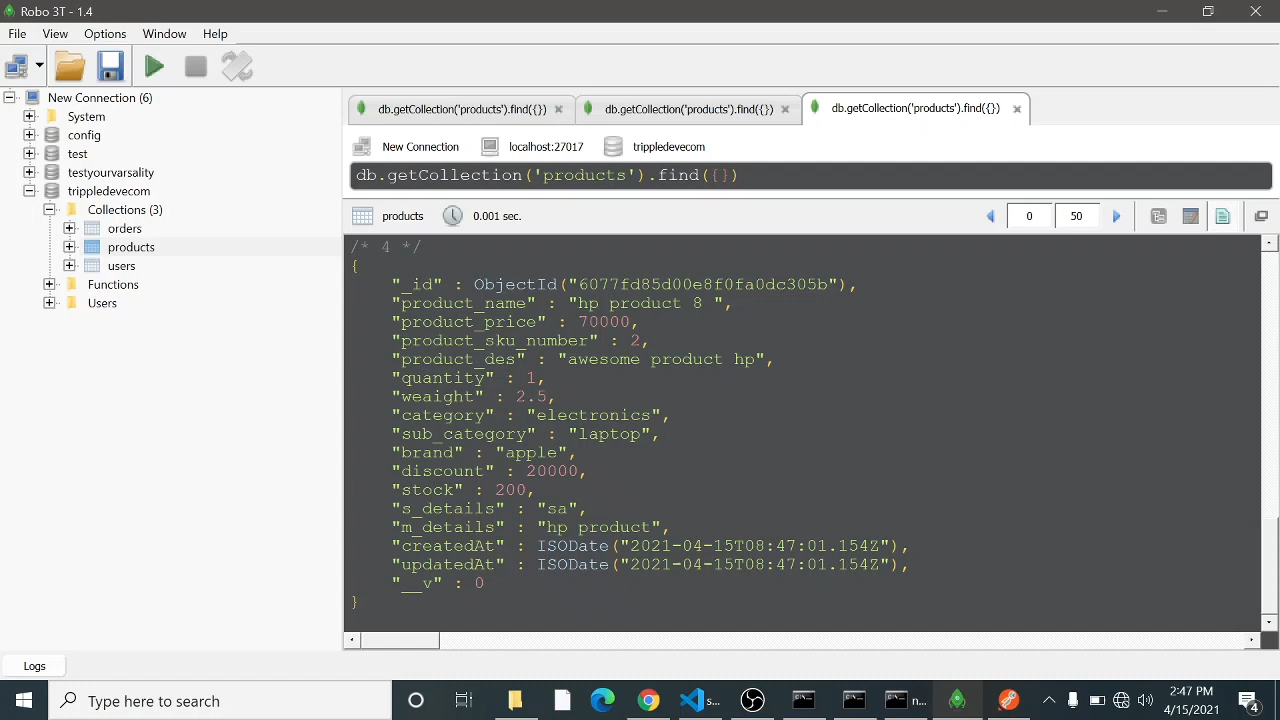 Robo 3T - 1.4
File View Options Window Help
New Connection (6)
System
config
test
testyourvarsality
trippledevecom
Collections (3)
orders
products
users
Functions
Users
db.getCollection('products').find({}) db.getCollection('products').find({}) db.getCollection('products').find({})
New Connection localhost:27017 trippledevecom
db.getCollection('products').find({})
products 0.001 sec. 0 50
/* 4 */
{
"_id" : ObjectId("6077fd85d00e8f0fa0dc305b"),
"product_name" : "hp product 8 ",
"product_price" : 70000,
"product_sku_number" : 2,
"product_des" : "awesome product hp",
"quantity" : 1,
"weaight" : 2.5,
"category" : "electronics",
"sub_category" : "laptop",
"brand" : "apple",
"discount" : 20000,
"stock" : 200,
"s_details" : "sa",
"m_details" : "hp product",
"createdAt" : ISODate("2021-04-15T08:47:01.154Z"),
"updatedAt" : ISODate("2021-04-15T08:47:01.154Z"),
"__v" : 0
}
Logs
Type here to search
s...
n...
2:47 PM
4/15/2021
4